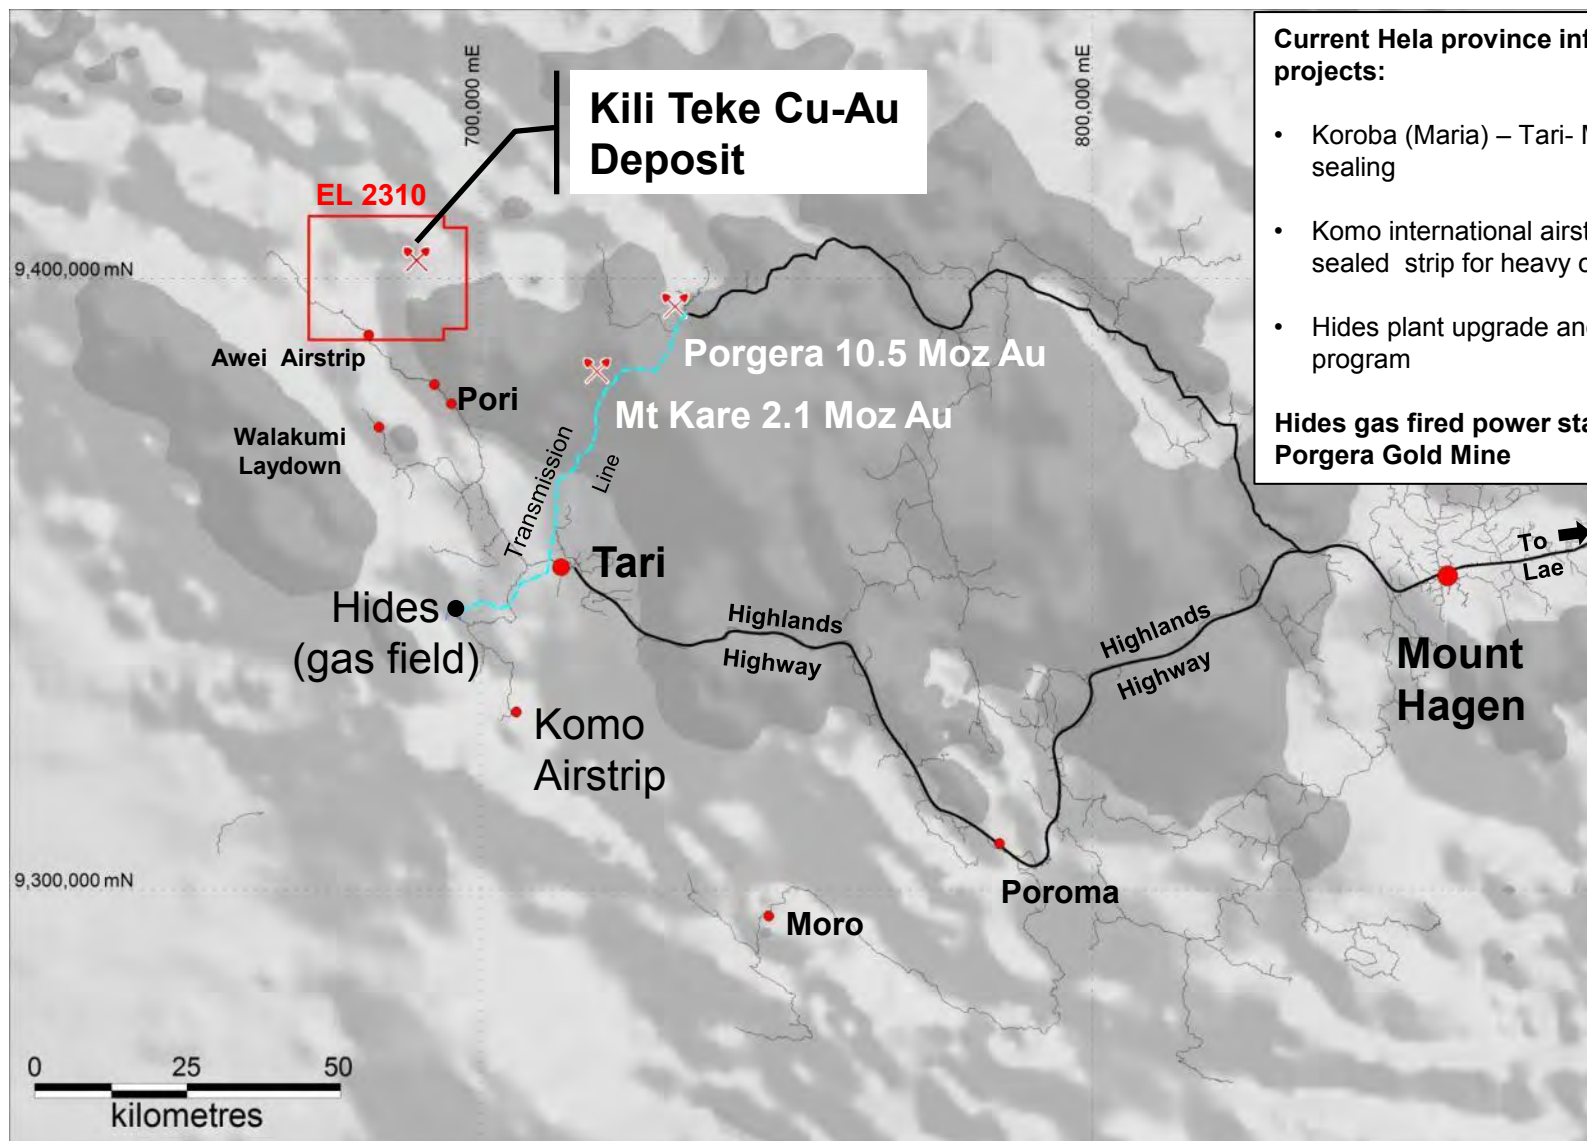 Current Hela province
projects:
• Koroba (Maria) – Tari-
sealing
• Komo international
sealed strip for heavy
• Hides plant upgrade
program
Hides gas fired power
Porgera Gold Mine
700,000 mE
800,000 mE
Kili Teke Cu-Au
Deposit
EL 2310
9,400,000 mN
Awei Airstrip
Porgera 10.5 Moz Au
Pori
Mt Kare 2.1 Moz Au
Walakumi
Laydown
Transmission
Line
Tari
To
Lae
Hides
(gas field)
Highlands
Highway
Highlands
Highway
Mount
Hagen
Komo
Airstrip
9,300,000 mN
Poroma
Moro
0 25 50
kilometres